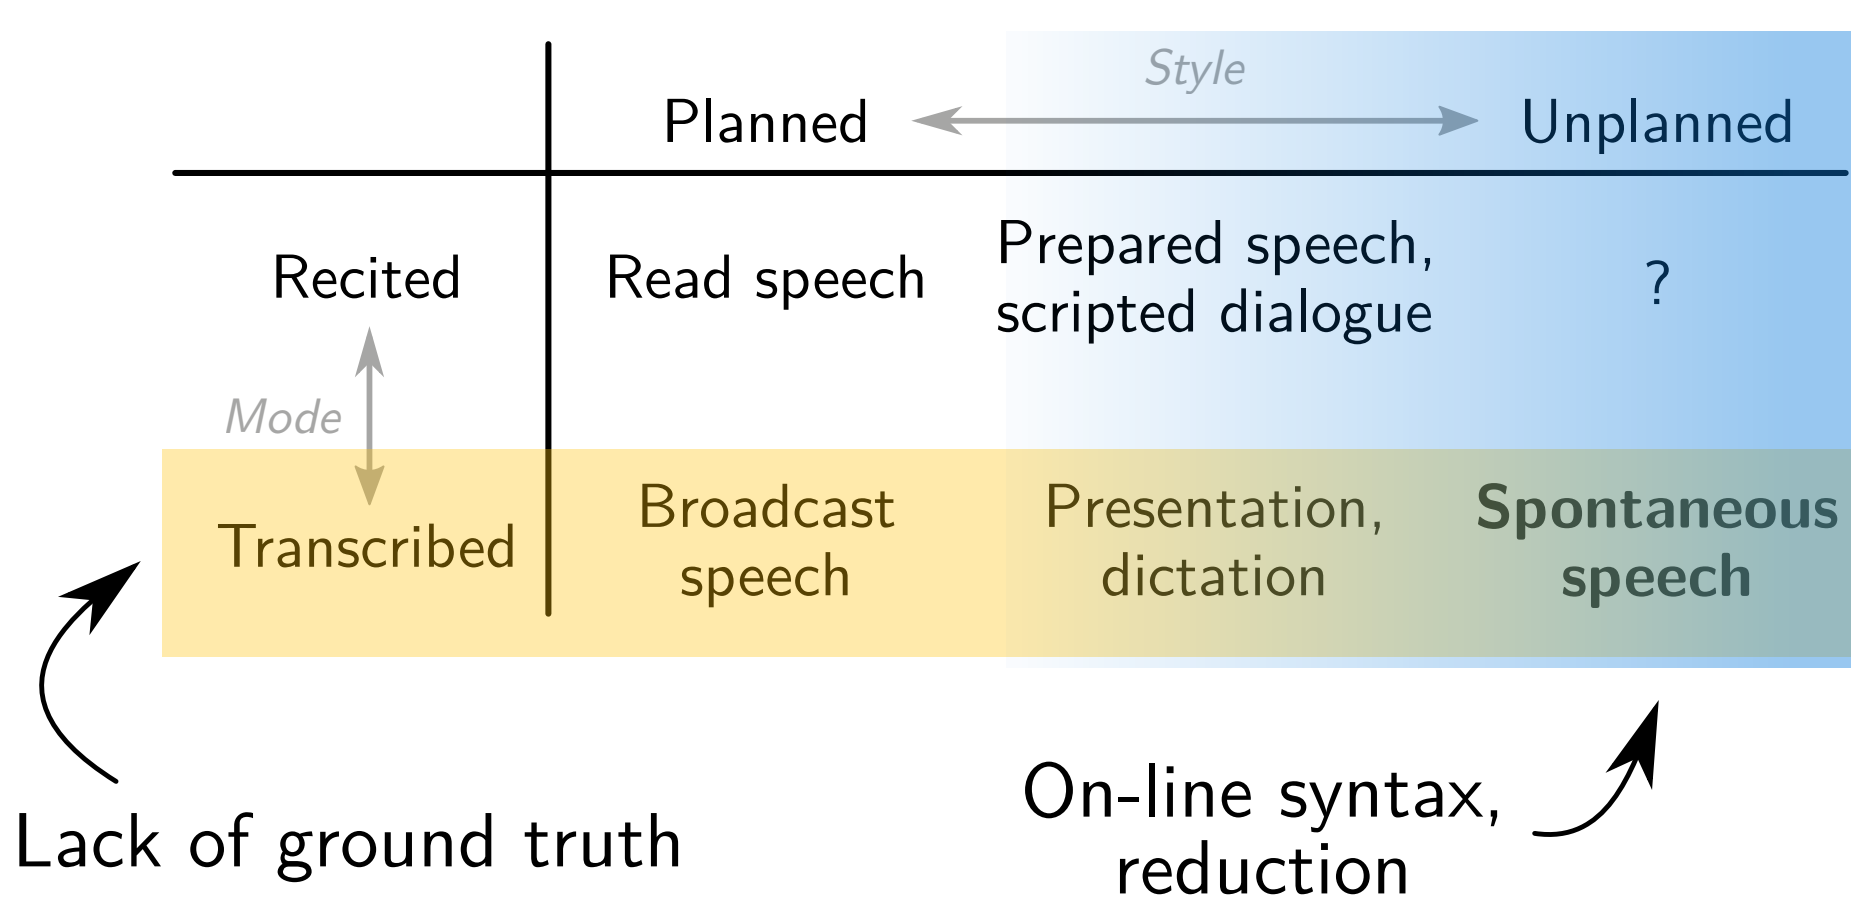 Style
Planned
Unplanned
Recited
Read speech
Prepared speech,
scripted dialogue
?
Mode
Transcribed
Broadcast
speech
Presentation,
dictation
Spontaneous
speech
Lack of ground truth
On-line syntax,
reduction